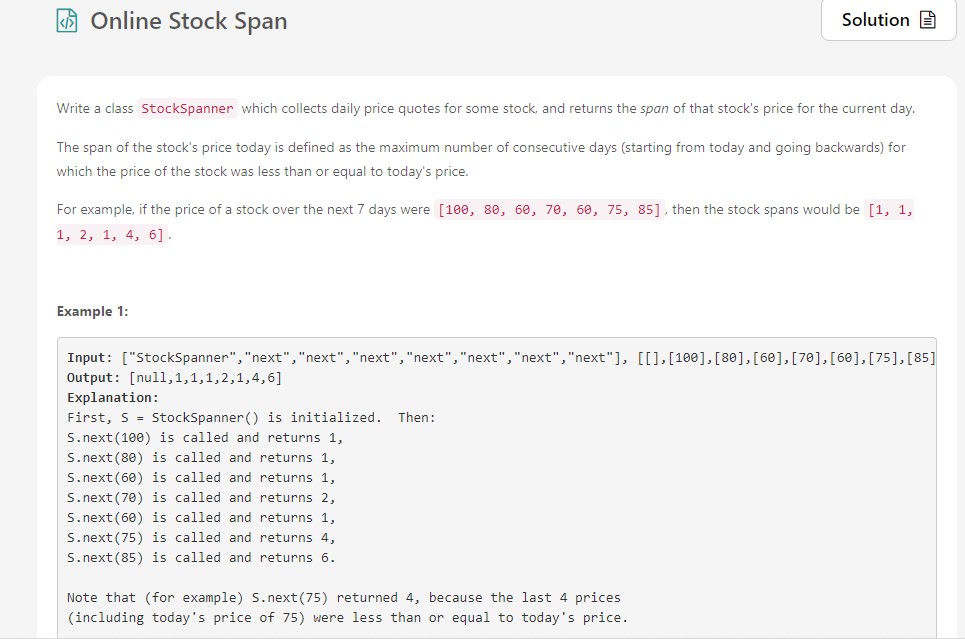 Online Stock Span
Solution
Write a class StockSpanner which collects daily price quotes for some stock, and returns the span of that stock's price for the current day.
The span of the stock's price today is defined as the maximum number of consecutive days (starting from today and going backwards) for
which the price of the stock was less than or equal to today's price.
For example, if the price of a stock over the next 7 days were [100, 80, 60, 70, 60, 75, 85], then the stock spans would be [1, 1,
1, 2, 1, 4, 6].
Example 1:
Input: ["StockSpanner","next","next","next","next","next","next","next"], [[],[100],[80],[60],[70],[60],[75],[85]
Output: [null,1,1,1,2,1,4,6]
Explanation:
First, S = StockSpanner() is initialized.  Then:
S.next(100) is called and returns 1,
S.next(80) is called and returns 1,
S.next(60) is called and returns 1,
S.next(70) is called and returns 2,
S.next(60) is called and returns 1,
S.next(75) is called and returns 4,
S.next(85) is called and returns 6.
Note that (for example) S.next(75) returned 4, because the last 4 prices
(including today's price of 75) were less than or equal to today's price.